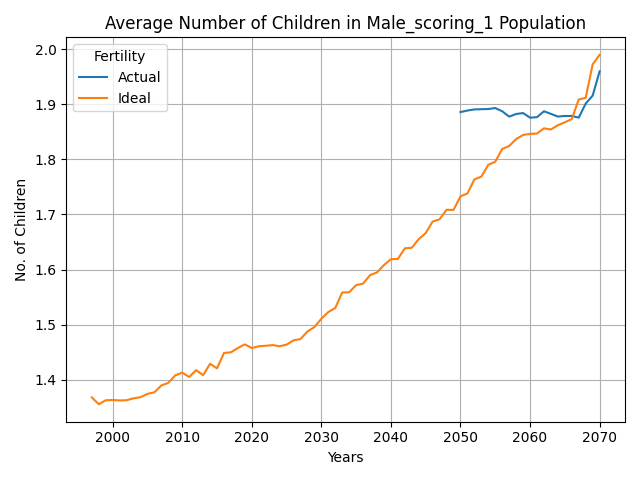 Average Number of Children in Male_scoring_1 Population
Fertility
Actual
Ideal
No. of Children
2.0
1.9
1.8
1.7
1.6
1.5
1.4
2000 2010 2020 2030 2040 2050 2060 2070
Years